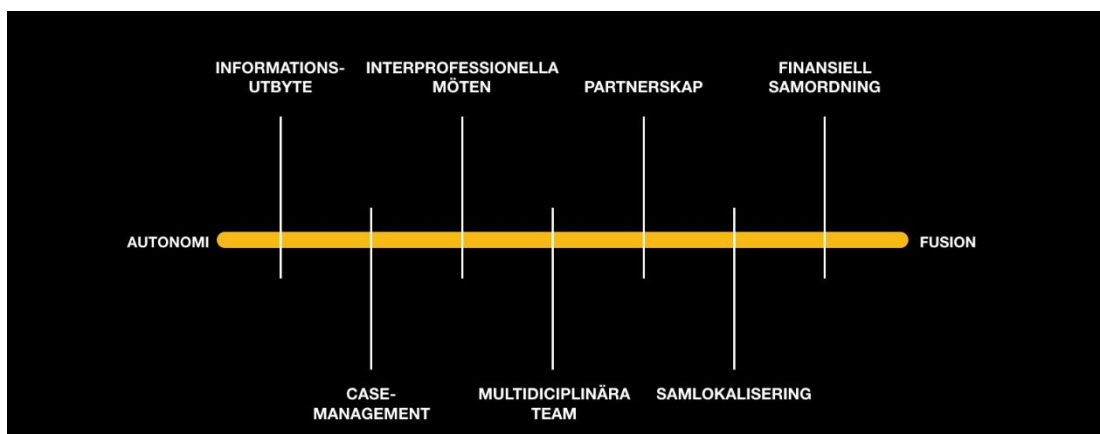 INFORMATIONS-
UTBYTE
INTERPROFESSIONELLA
MÖTEN
PARTNERSKAP
FINANSIELL
SAMORDNING
AUTONOMI
FUSION
CASE-
MANAGEMENT
MULTIDICIPLINÄRA
TEAM
SAMLOKALISERING